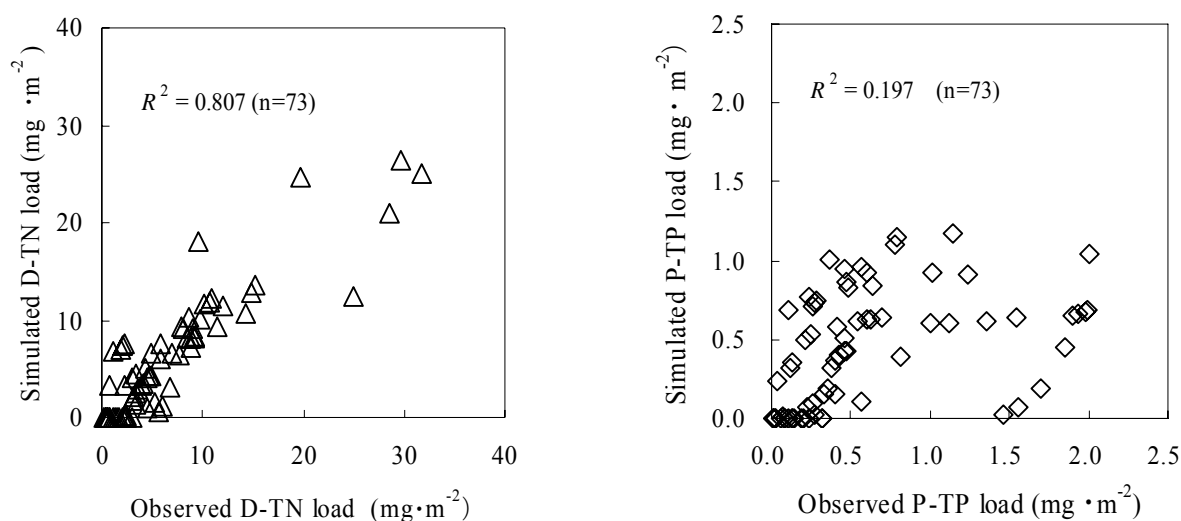 Simulated D-TN load (mg・m⁻²)
40
30
20
10
0
R² = 0.807 (n=73)
0 10 20 30 40
Observed D-TN load (mg·m⁻²)
Simulated P-TP load (mg・m⁻²)
2.5
2.0
1.5
1.0
0.5
0.0
R² = 0.197 (n=73)
0.0 0.5 1.0 1.5 2.0 2.5
Observed P-TP load (mg・m⁻²)